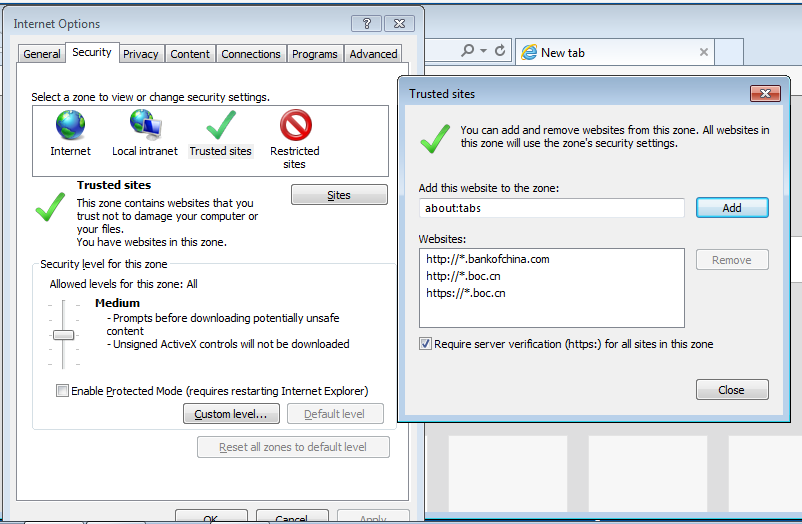 Internet Options
General Security Privacy Content Connections Programs Advanced
Select a zone to view or change security settings.
Internet
Local intranet
Trusted sites
Restricted
sites
Trusted sites
This zone contains websites that you
trust not to damage your computer or
your files.
You have websites in this zone.
Sites
Security level for this zone
Allowed levels for this zone: All
Medium
- Prompts before downloading potentially unsafe
content
- Unsigned ActiveX controls will not be downloaded
Enable Protected Mode (requires restarting Internet Explorer)
Custom level...
Default level
Reset all zones to default level
OK
Cancel
Apply
New tab
Trusted sites
You can add and remove websites from this zone. All websites in
this zone will use the zone's security settings.
Add this website to the zone:
about:tabs
Add
Websites:
http://*.bankofchina.com
http://*.boc.cn
https://*.boc.cn
Remove
Require server verification (https:) for all sites in this zone
Close